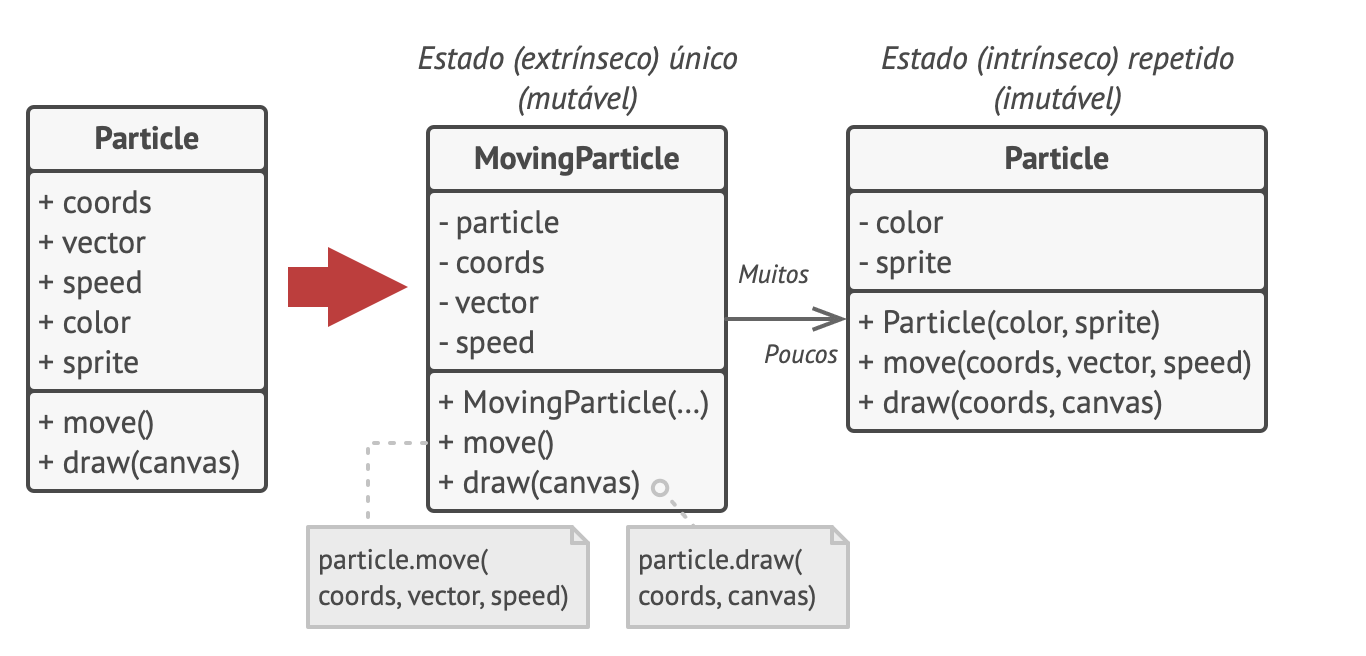 Estado (extrínseco) único
(mutável)
Estado (intrínseco) repetido
(imutável)
Particle
+ coords
+ vector
+ speed
+ color
+ sprite
+ move()
+ draw(canvas)
MovingParticle
- particle
- coords
- vector
- speed
+ MovingParticle(...)
+ move()
+ draw(canvas)
particle.move(
coords, vector, speed)
particle.draw(
coords, canvas)
Muitos
Poucos
Particle
- color
- sprite
+ Particle(color, sprite)
+ move(coords, vector, speed)
+ draw(coords, canvas)